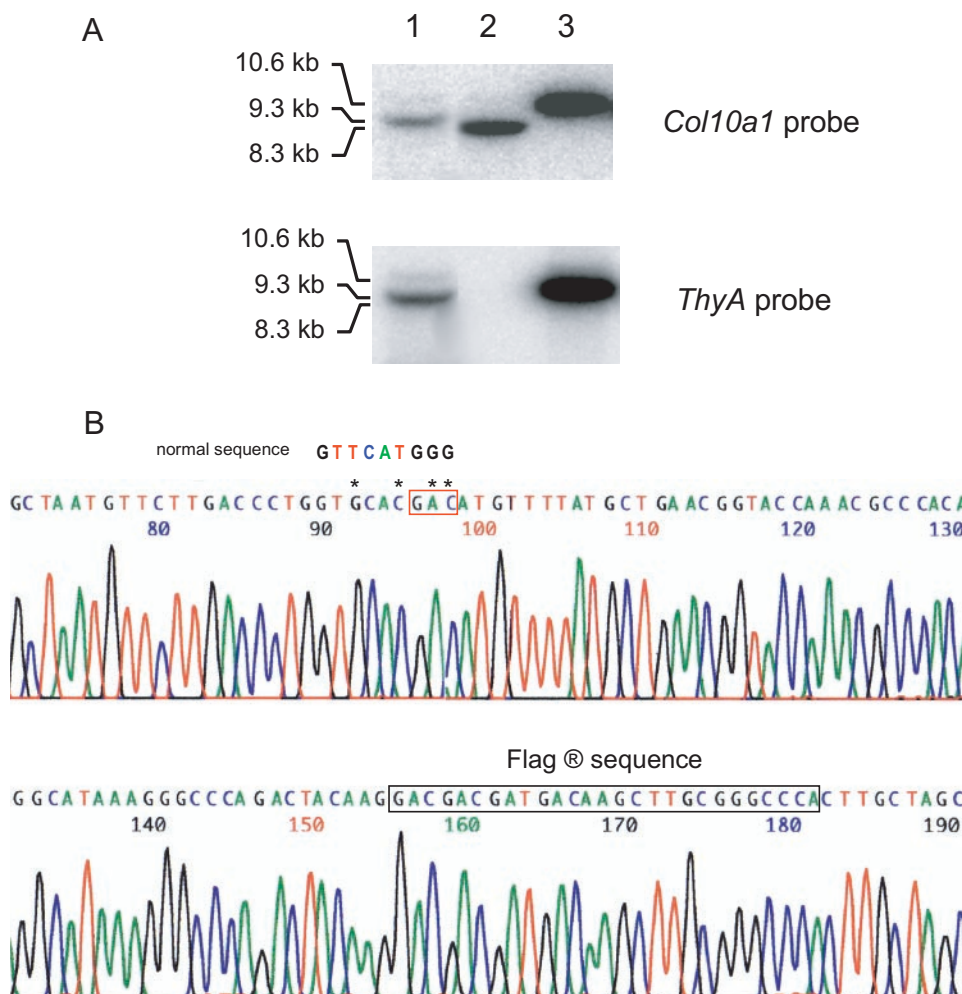 A
1 2 3
10.6 kb
9.3 kb
8.3 kb
Col10a1 probe
10.6 kb
9.3 kb
8.3 kb
ThyA probe
B
normal sequence GTTCATGGG
* * * *
GCTAATGTTCTTGACCCTGGTGCACGACATGTTTTATGCTGAACGGTACCAAACGCCCACA
80 90 100 110 120 130
Flag ® sequence
GGCATAAAGGGCCCAGACTACAAGGACGACGATGACAAGCTTGCGGGCCCACTTGCTAGC
140 150 160 170 180 190